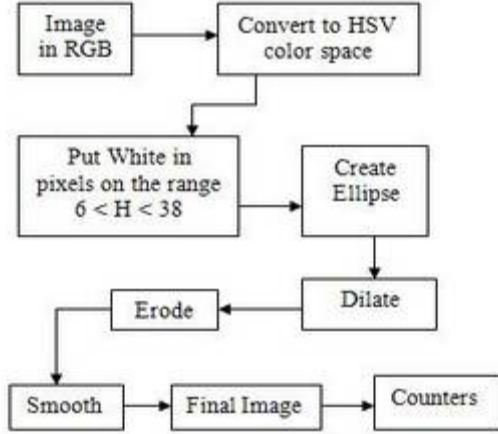 Image
in RGB
Convert to HSV
color space
Put White in
pixels on the range
6 < H < 38
Create
Ellipse
Dilate
Erode
Smooth
Final Image
Counters